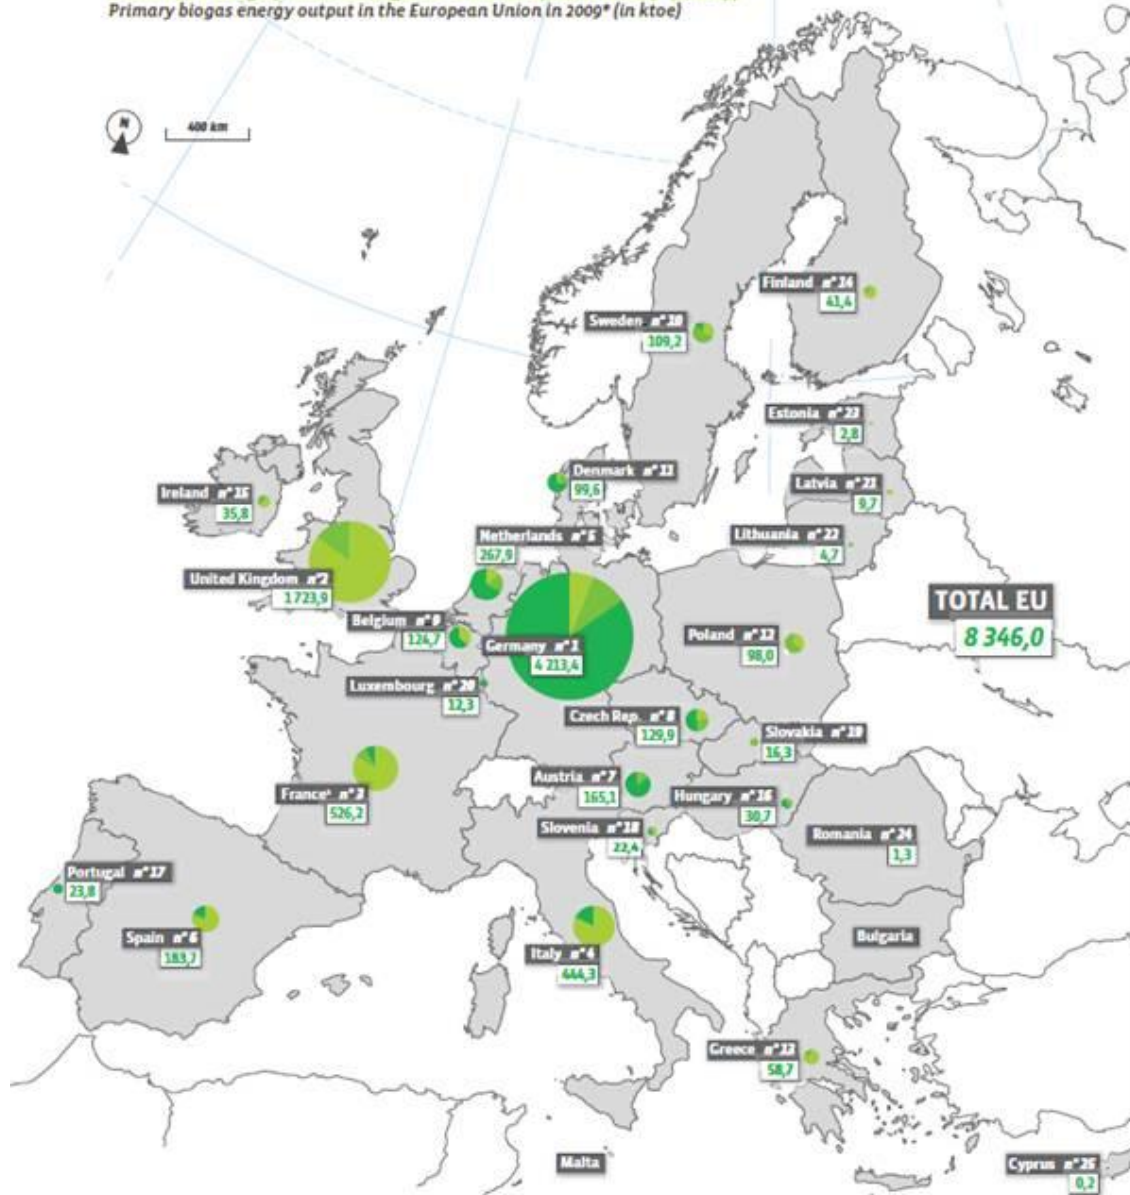 Primary biogas energy output in the European Union in 2009* (in ktoe)
N
400 km
Finland n°14
41,4
Sweden n°10
109,2
Estonia n°23
2,8
Denmark n°11
99,6
Latvia n°21
9,7
Ireland n°15
35,8
Lithuania n°22
4,7
Netherlands n°5
267,9
United Kingdom n°2
1 723,9
TOTAL EU
8 346,0
Belgium n°9
124,7
Germany n°1
4 213,4
Poland n°12
98,0
Luxembourg n°20
12,3
Czech Rep. n°8
129,9
Slovakia n°19
16,3
Austria n°7
165,1
France¹ n°3
526,2
Hungary n°16
30,7
Slovenia n°18
22,4
Romania n°24
1,3
Portugal n°17
23,8
Spain n°6
183,7
Italy n°4
444,3
Bulgaria
Greece n°13
58,7
Malta
Cyprus n°25
0,2